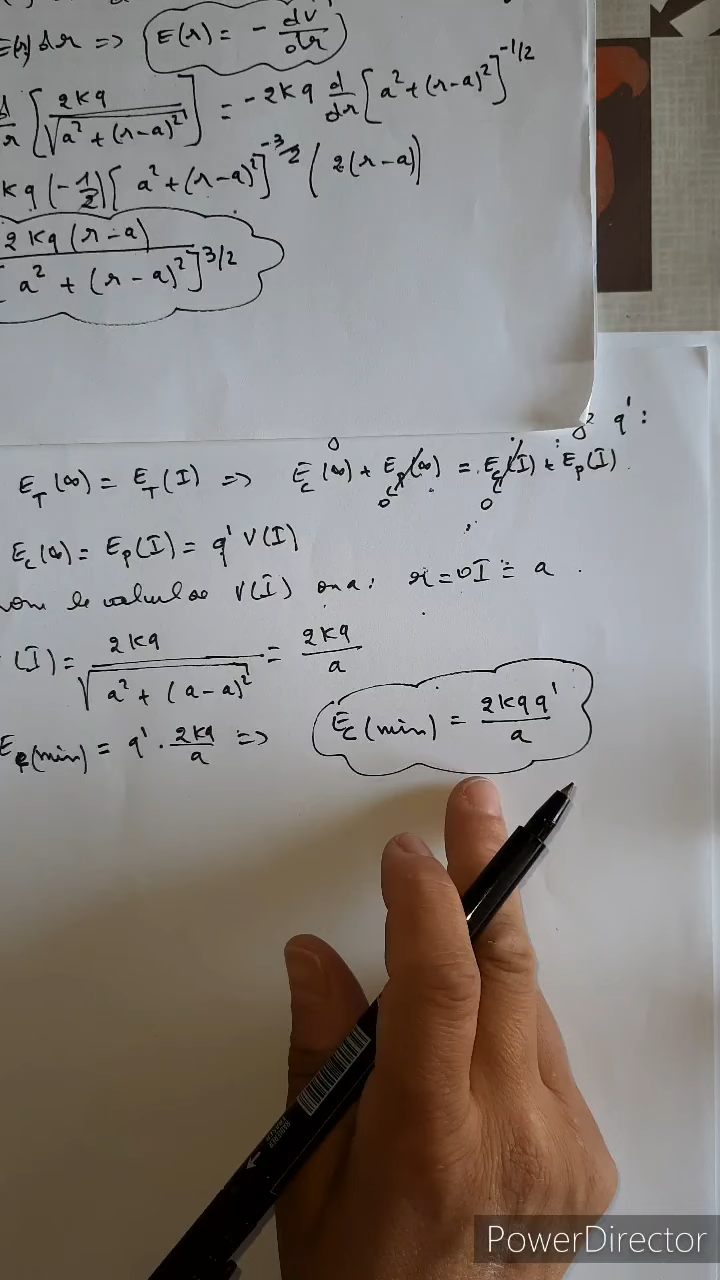 dr => E(r) = - dV/dr
[2kq/√(a² + (r-a)²)] = -2kq d/dr [a² + (r-a)²]^-1/2
kq (-1/2)[a² + (r-a)²]^-3/2 (2(r-a))
2kq(r-a)/[a² + (r-a)²]^3/2
q' :
E_T(∞) = E_T(I) => E_c(∞) + E_p(∞) = E_c(I) + E_p(I)
E_c(∞) = E_p(I) = q' V(I)
V(I) on a : r = OI = a .
(I) = 2kq/√(a² + (a-a)²) = 2kq/a
(min) = q' . 2kq/a => E_c(min) = 2kqq'/a
PowerDirector